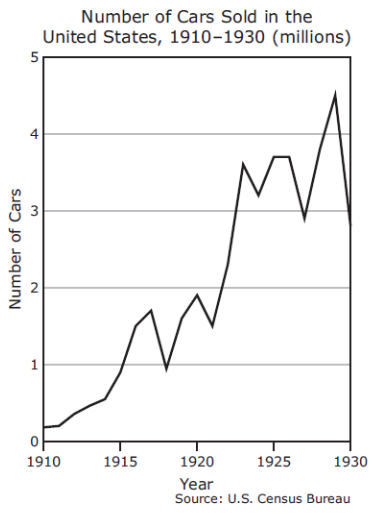 Number of Cars Sold in the
United States, 1910–1930 (millions)
5
4
3
2
1
0
Number of Cars
1910 1915 1920 1925 1930
Year
Source: U.S. Census Bureau